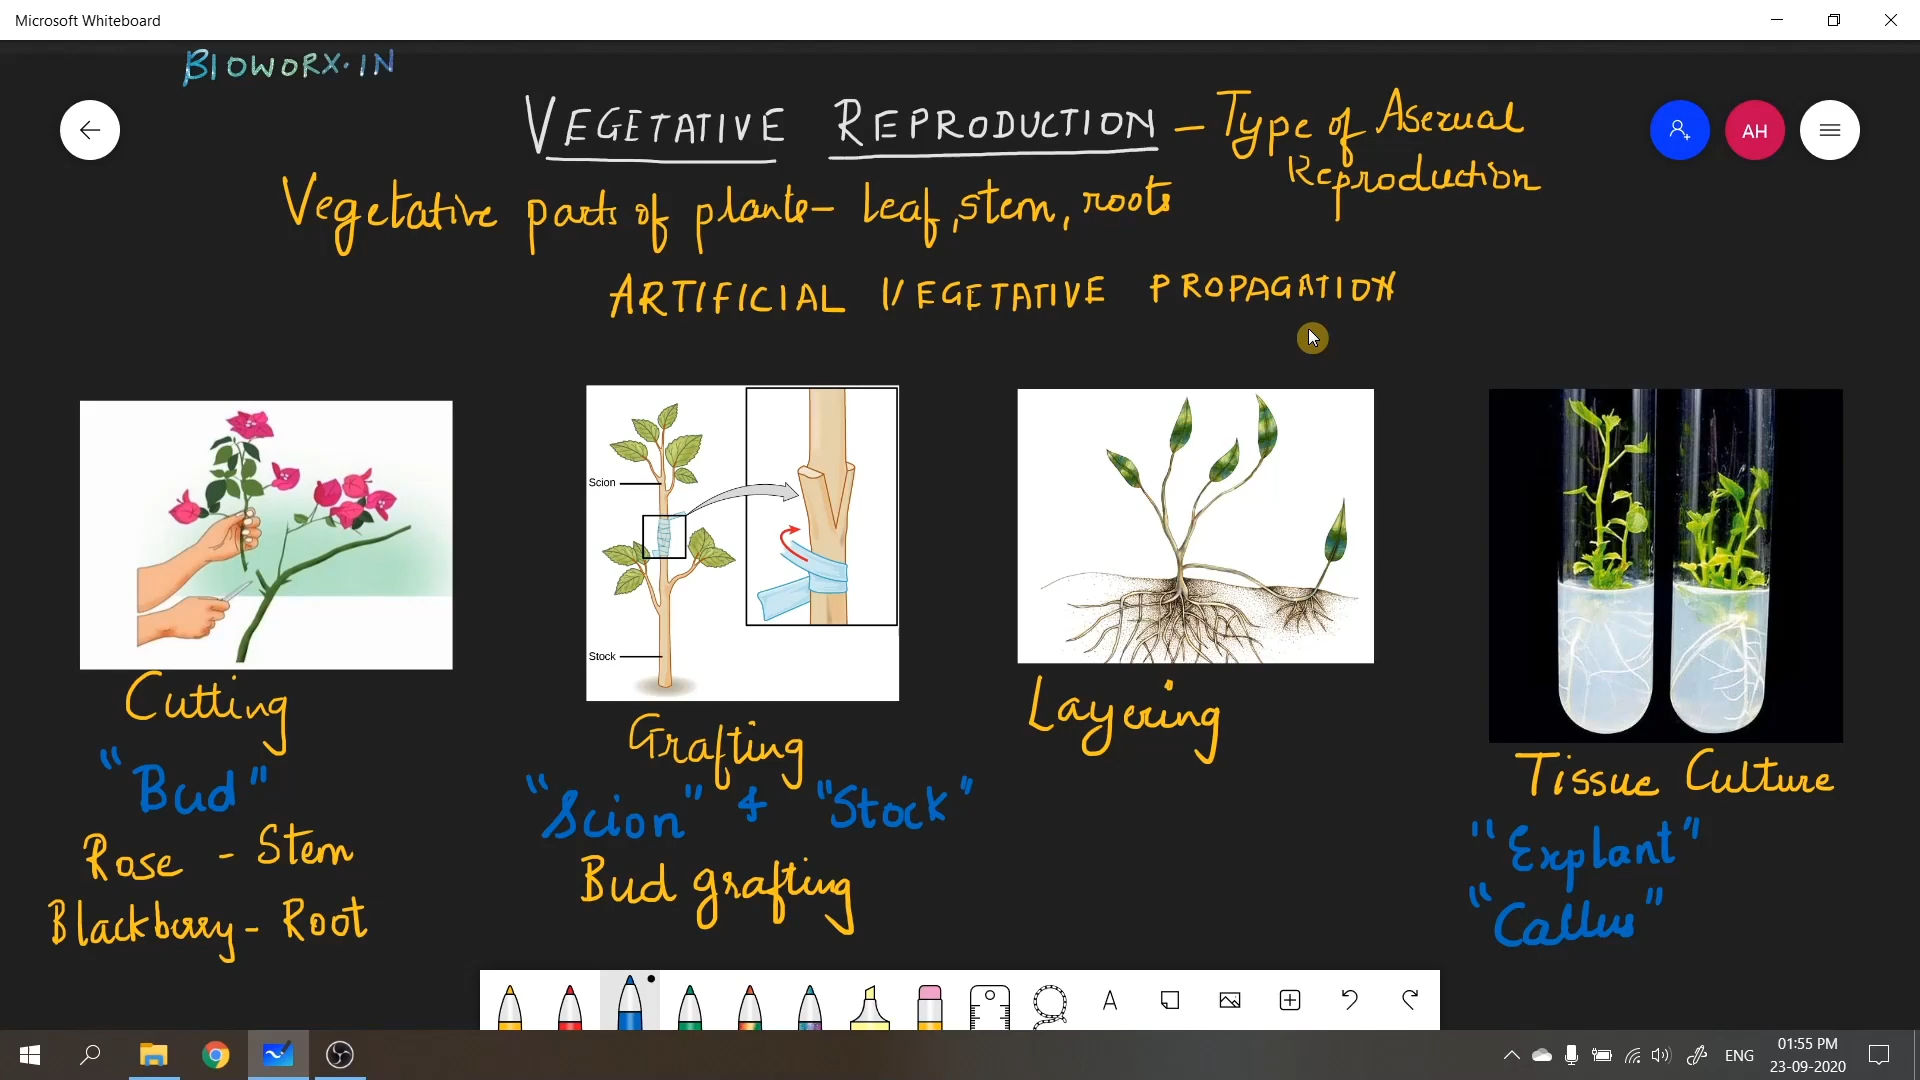 Microsoft Whiteboard
BIOWORX.IN
VEGETATIVE REPRODUCTION - Type of Asexual
Reproduction
Vegetative parts of plants - leaf, stem, roots
ARTIFICIAL VEGETATIVE PROPAGATION
AH
Scion
Stock
Cutting
"Bud"
Rose - Stem
Blackberry - Root
Grafting
"Scion" & "Stock"
Bud grafting
Layering
Tissue Culture
"Explant"
"Callus"
ENG
01:55 PM
23-09-2020